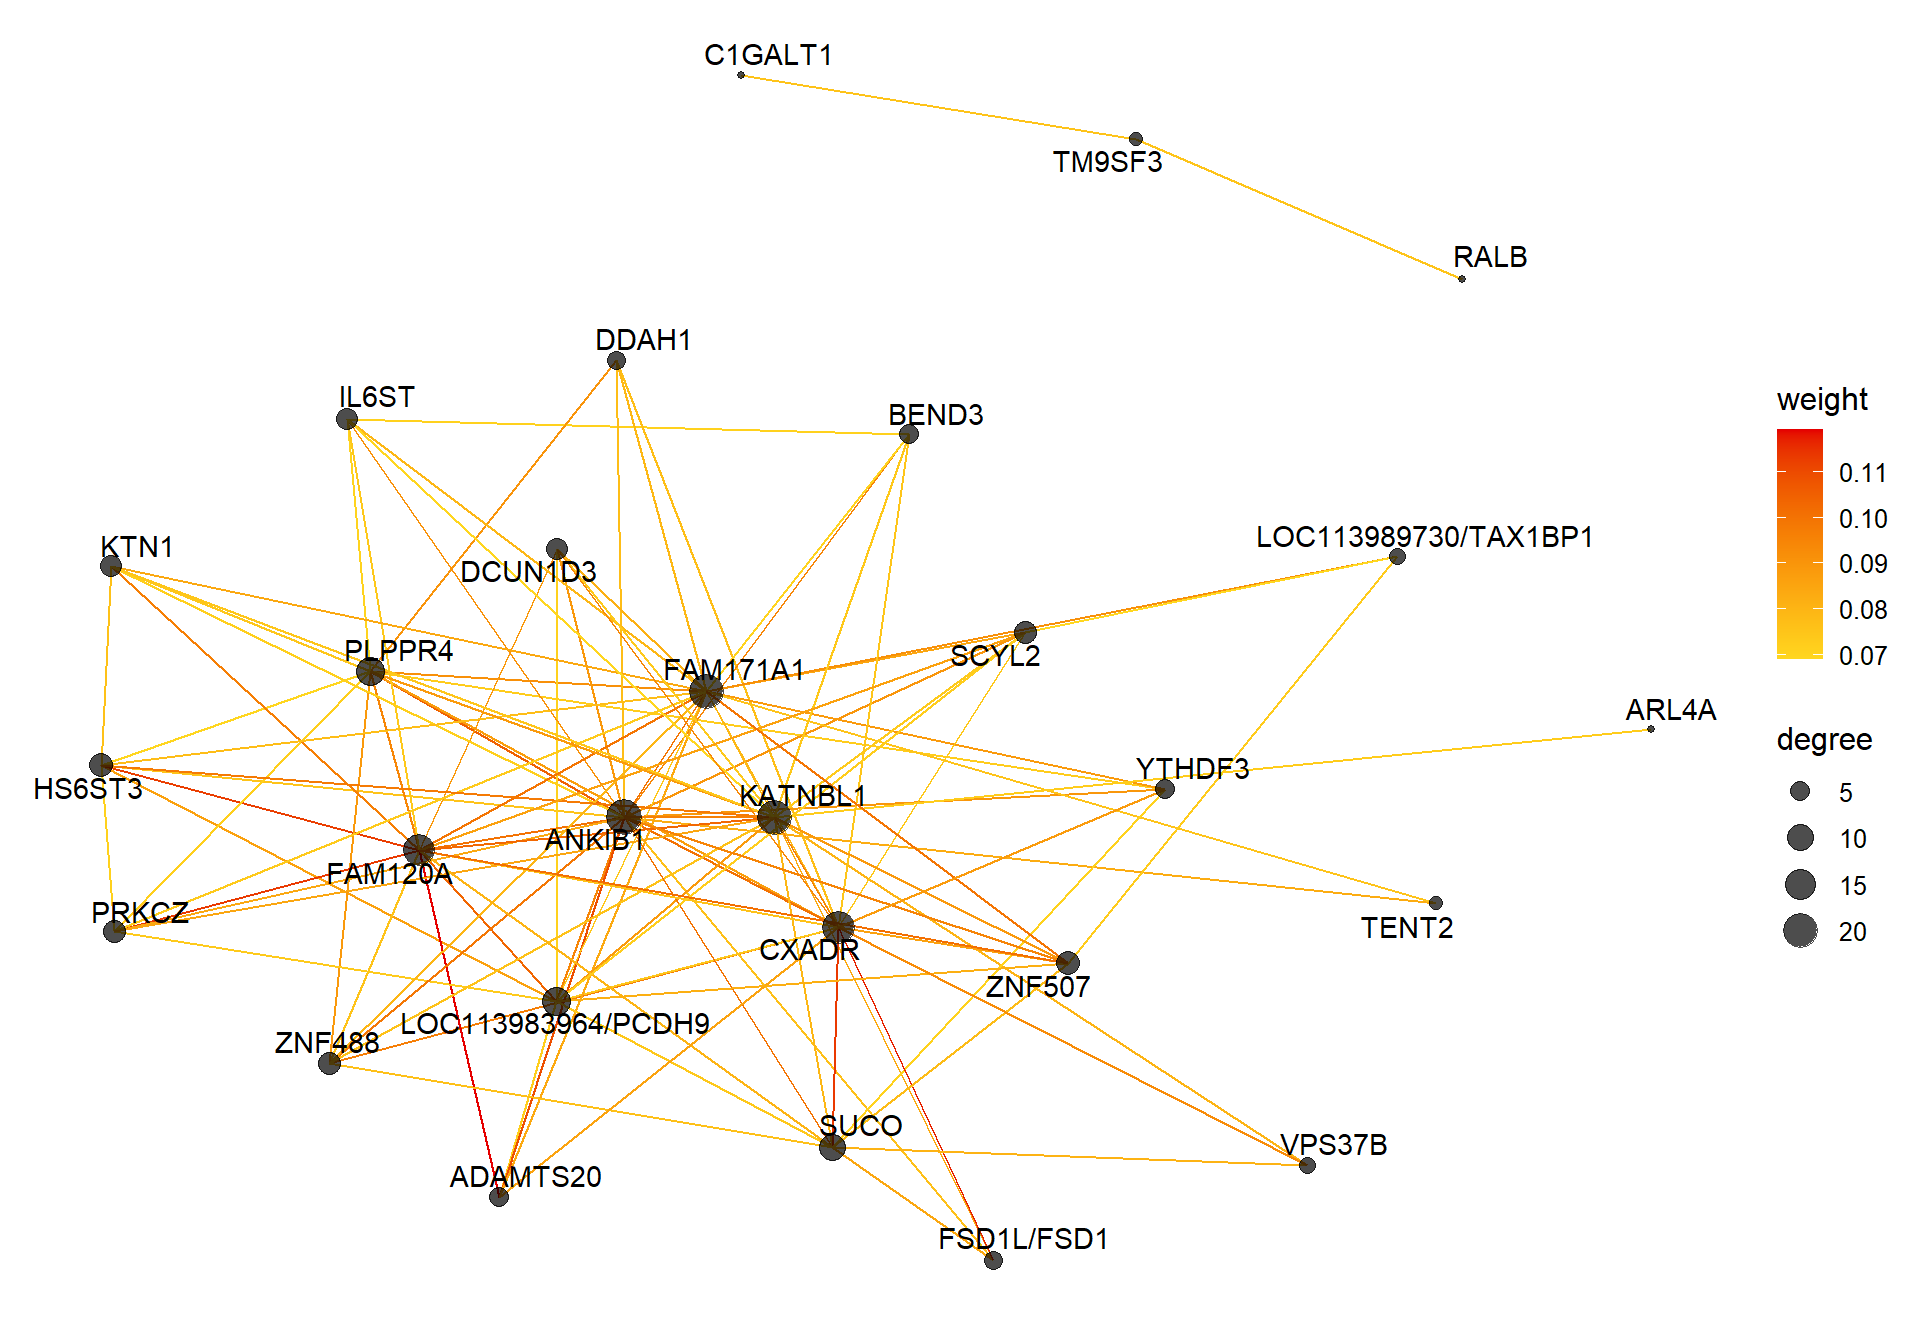 C1GALT1
TM9SF3
RALB
DDAH1
IL6ST
BEND3
KTN1
DCUN1D3
LOC113989730/TAX1BP1
PLPPR4
FAM171A1
SCYL2
ARL4A
HS6ST3
YTHDF3
KATNBL1
ANKIB1
FAM120A
PRKCZ
CXADR
TENT2
ZNF507
LOC113983964/PCDH9
ZNF488
SUCO
VPS37B
ADAMTS20
FSD1L/FSD1
weight
0.11
0.10
0.09
0.08
0.07
degree
5
10
15
20